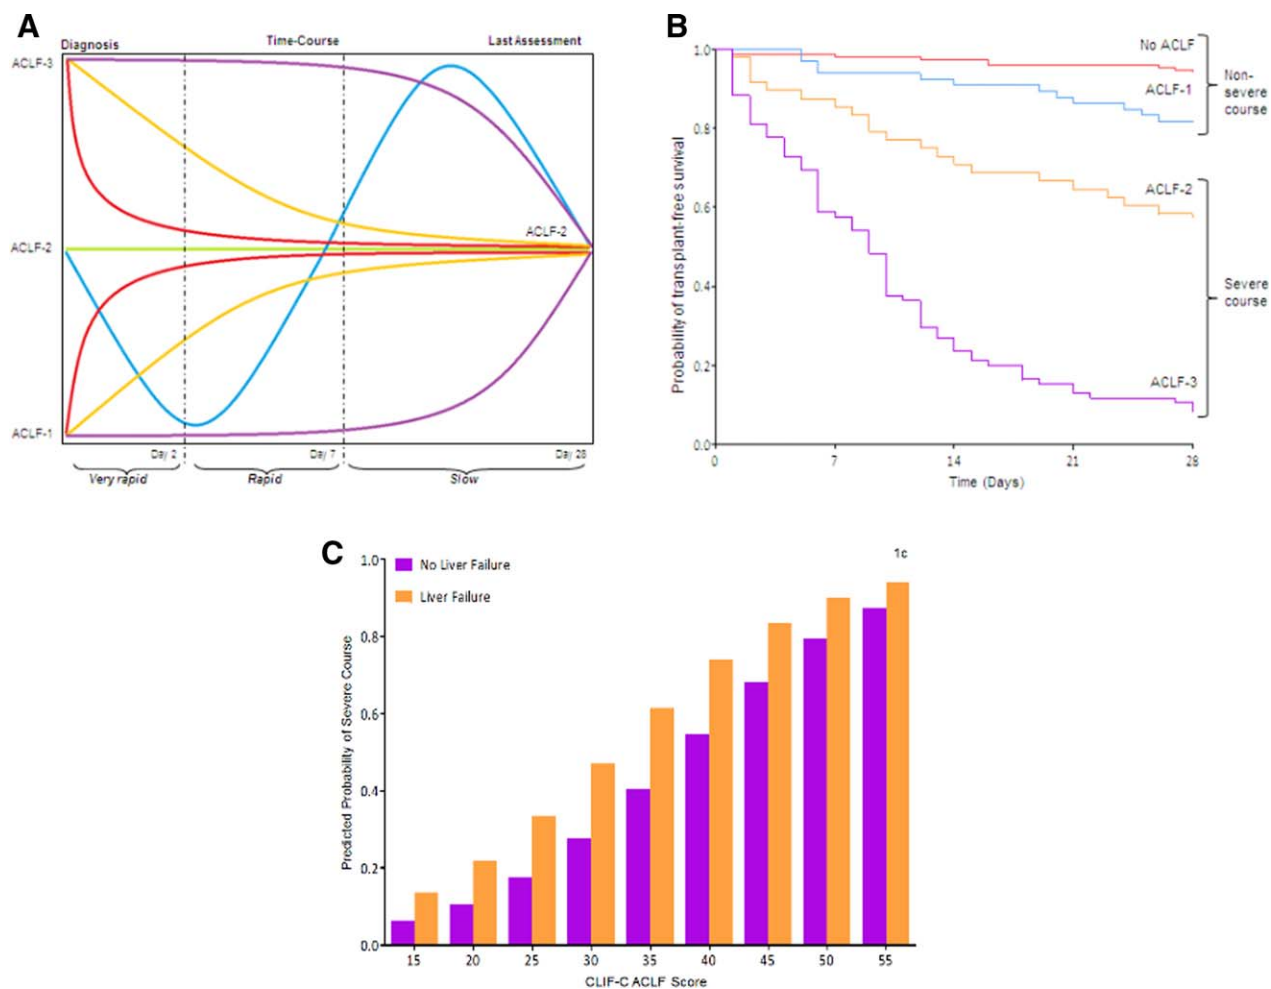 A
Diagnosis
Time-Course
Last Assessment
ACLF-3
ACLF-2
ACLF-2
ACLF-1
Day 2
Day 7
Day 28
Very rapid
Rapid
Slow
B
Probability of transplant-free survival
1.0
0.8
0.6
0.4
0.2
0.0
0
7
14
21
28
Time (Days)
No ACLF
ACLF-1
ACLF-2
ACLF-3
Non-
severe
course
Severe
course
C
1c
No Liver Failure
Liver Failure
Predicted Probability of Severe Course
1.0
0.8
0.6
0.4
0.2
0.0
15
20
25
30
35
40
45
50
55
CLIF-C ACLF Score